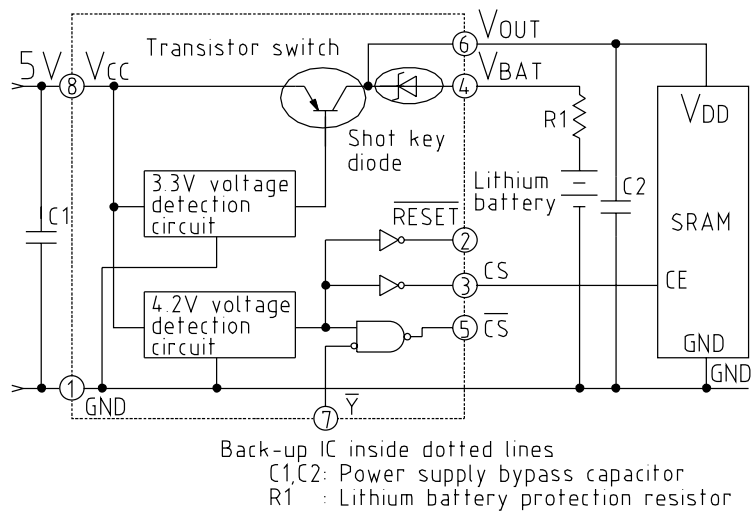 Transistor switch
VOUT
6
5V
VCC
8
VBAT
4
Shot key
diode
R1
VDD
3.3V voltage
detection
circuit
Lithium
battery
C2
C1
RESET
2
SRAM
CS
3
CE
4.2V voltage
detection
circuit
CS
5
GND
GND
1
GND
Y
7
Back-up IC inside dotted lines
C1,C2: Power supply bypass capacitor
R1 : Lithium battery protection resistor